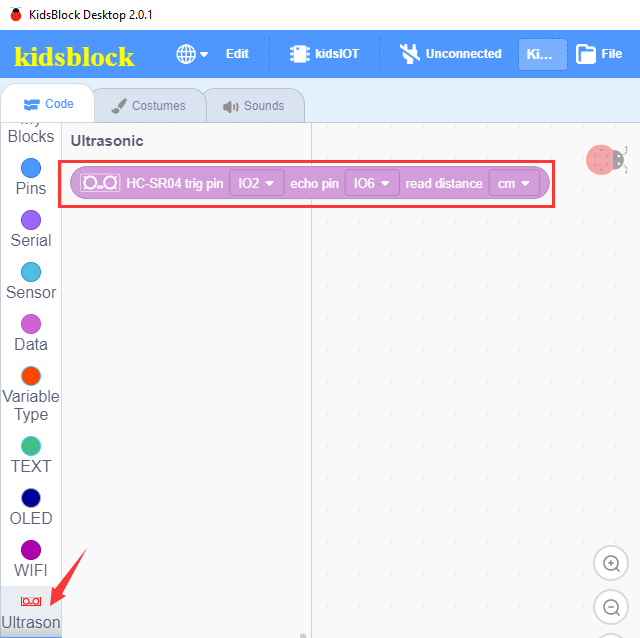 KidsBlock Desktop 2.0.1
kidsblock Edit kidsIOT Unconnected Ki... File
Code Costumes Sounds
Blocks
Pins
Serial
Sensor
Data
Variable
Type
TEXT
OLED
WIFI
Ultrason
Ultrasonic
HC-SR04 trig pin IO2 echo pin IO6 read distance cm